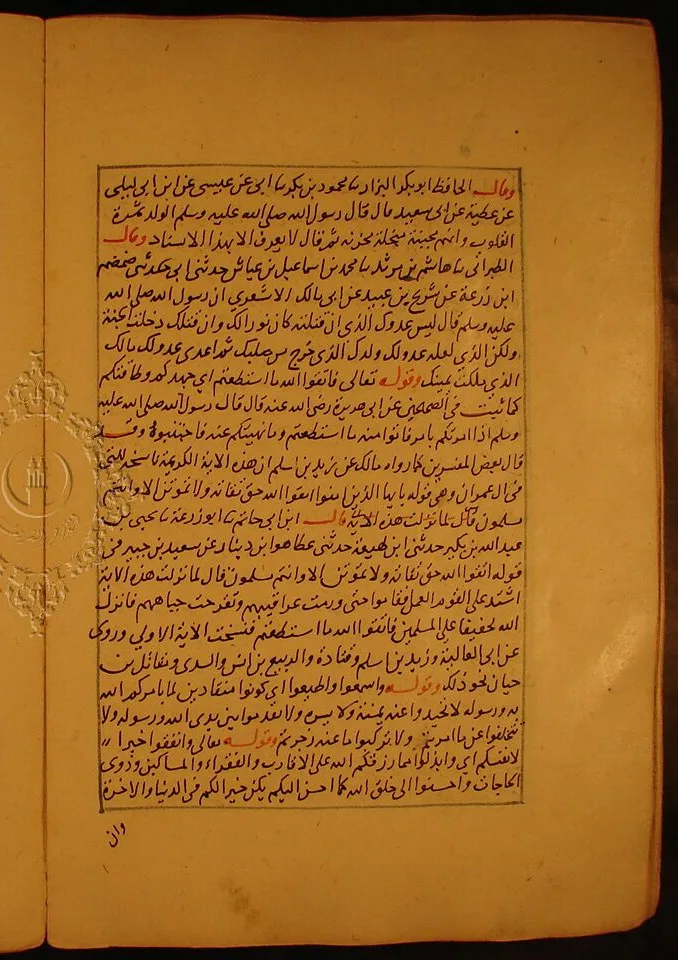 وقال الحافظ ابو بكر البزار ثنا محمود بن بكر ثنا ابي عن عيسى عن ابن ابي ليلى
عن عطية عن ابي سعيد قال قال رسول الله صلى الله عليه وسلم الولد ثمرة
القلوب وانهم مجبنة مبخلة محزنة ثم قال لا يعرف الا بهذا الاسناد وقال
الطبراني ثنا هاشم بن مرثد ثنا محمد بن اسماعيل بن عياش حدثني ابي حدثني ضمضم
ابن زرعة عن شريح بن عبيد عن ابي مالك الاشعري ان رسول الله صلى الله
عليه وسلم قال ليس عدوك الذي ان قتلته كان نورا لك وان قتلك دخلت الجنة
ولكن الذي لعله عدو لك ولدك الذي خرج من صلبك ثم اعدى عدو لك مالك
الذي ملكت يمينك وقوله تعالى فاتقوا الله ما استطعتم اي جهدكم وطاقتكم
كما ثبت في الصحيحين عن ابي هريرة رضي الله عنه قال قال رسول الله صلى الله عليه
وسلم اذا امرتكم بامر فاتوا منه ما استطعتم وما نهيتكم عنه فاجتنبوه وقد
قال بعض المفسرين كما رواه مالك عن زيد بن اسلم ان هذه الاية الكريمة ناسخة للتي
في ال عمران وهي قوله يا يها الذين امنوا اتقوا الله حق تقاته ولا تموتن الا وانتم
مسلمون قال ابن ابي حاتم ثنا ابو زرعة ثنا يحيى بن
عبد الله بن بكير حدثني ابن لهيعة حدثني عطا هو ابن دينار عن سعيد بن جبير في
قوله اتقوا الله حق تقاته ولا تموتن الا وانتم مسلمون قال لما نزلت هذه الاية
اشتد على القوم العمل فقاموا حتى ورمت عراقيبهم وتقرحت جباههم فانزل
الله تخفيفا على المسلمين فاتقوا الله ما استطعتم فنسخت الاية الاولى وروى
عن ابي العالية وزيد بن اسلم وقتادة والربيع بن انس والسدي ومقاتل بن
حيان نحو ذلك وقوله واسمعوا واطيعوا اي كونوا منقادين لما يامركم الله
به ورسوله لا تحيدوا عنه يمنة ولا يسرة ولا تقدموا بين يدي الله ورسوله ولا
تتخلفوا عن ما امرتم ولا تركبوا ما عنه زجرتم وقوله تعالى وانفقوا خيرا
لانفسكم اي وابذلوا مما رزقكم الله على الاقارب والفقراء والمساكين وذوي
الحاجات واحسنوا الى خلق الله كما احسن اليكم يكن خيرا لكم في الدنيا والاخرة
وان